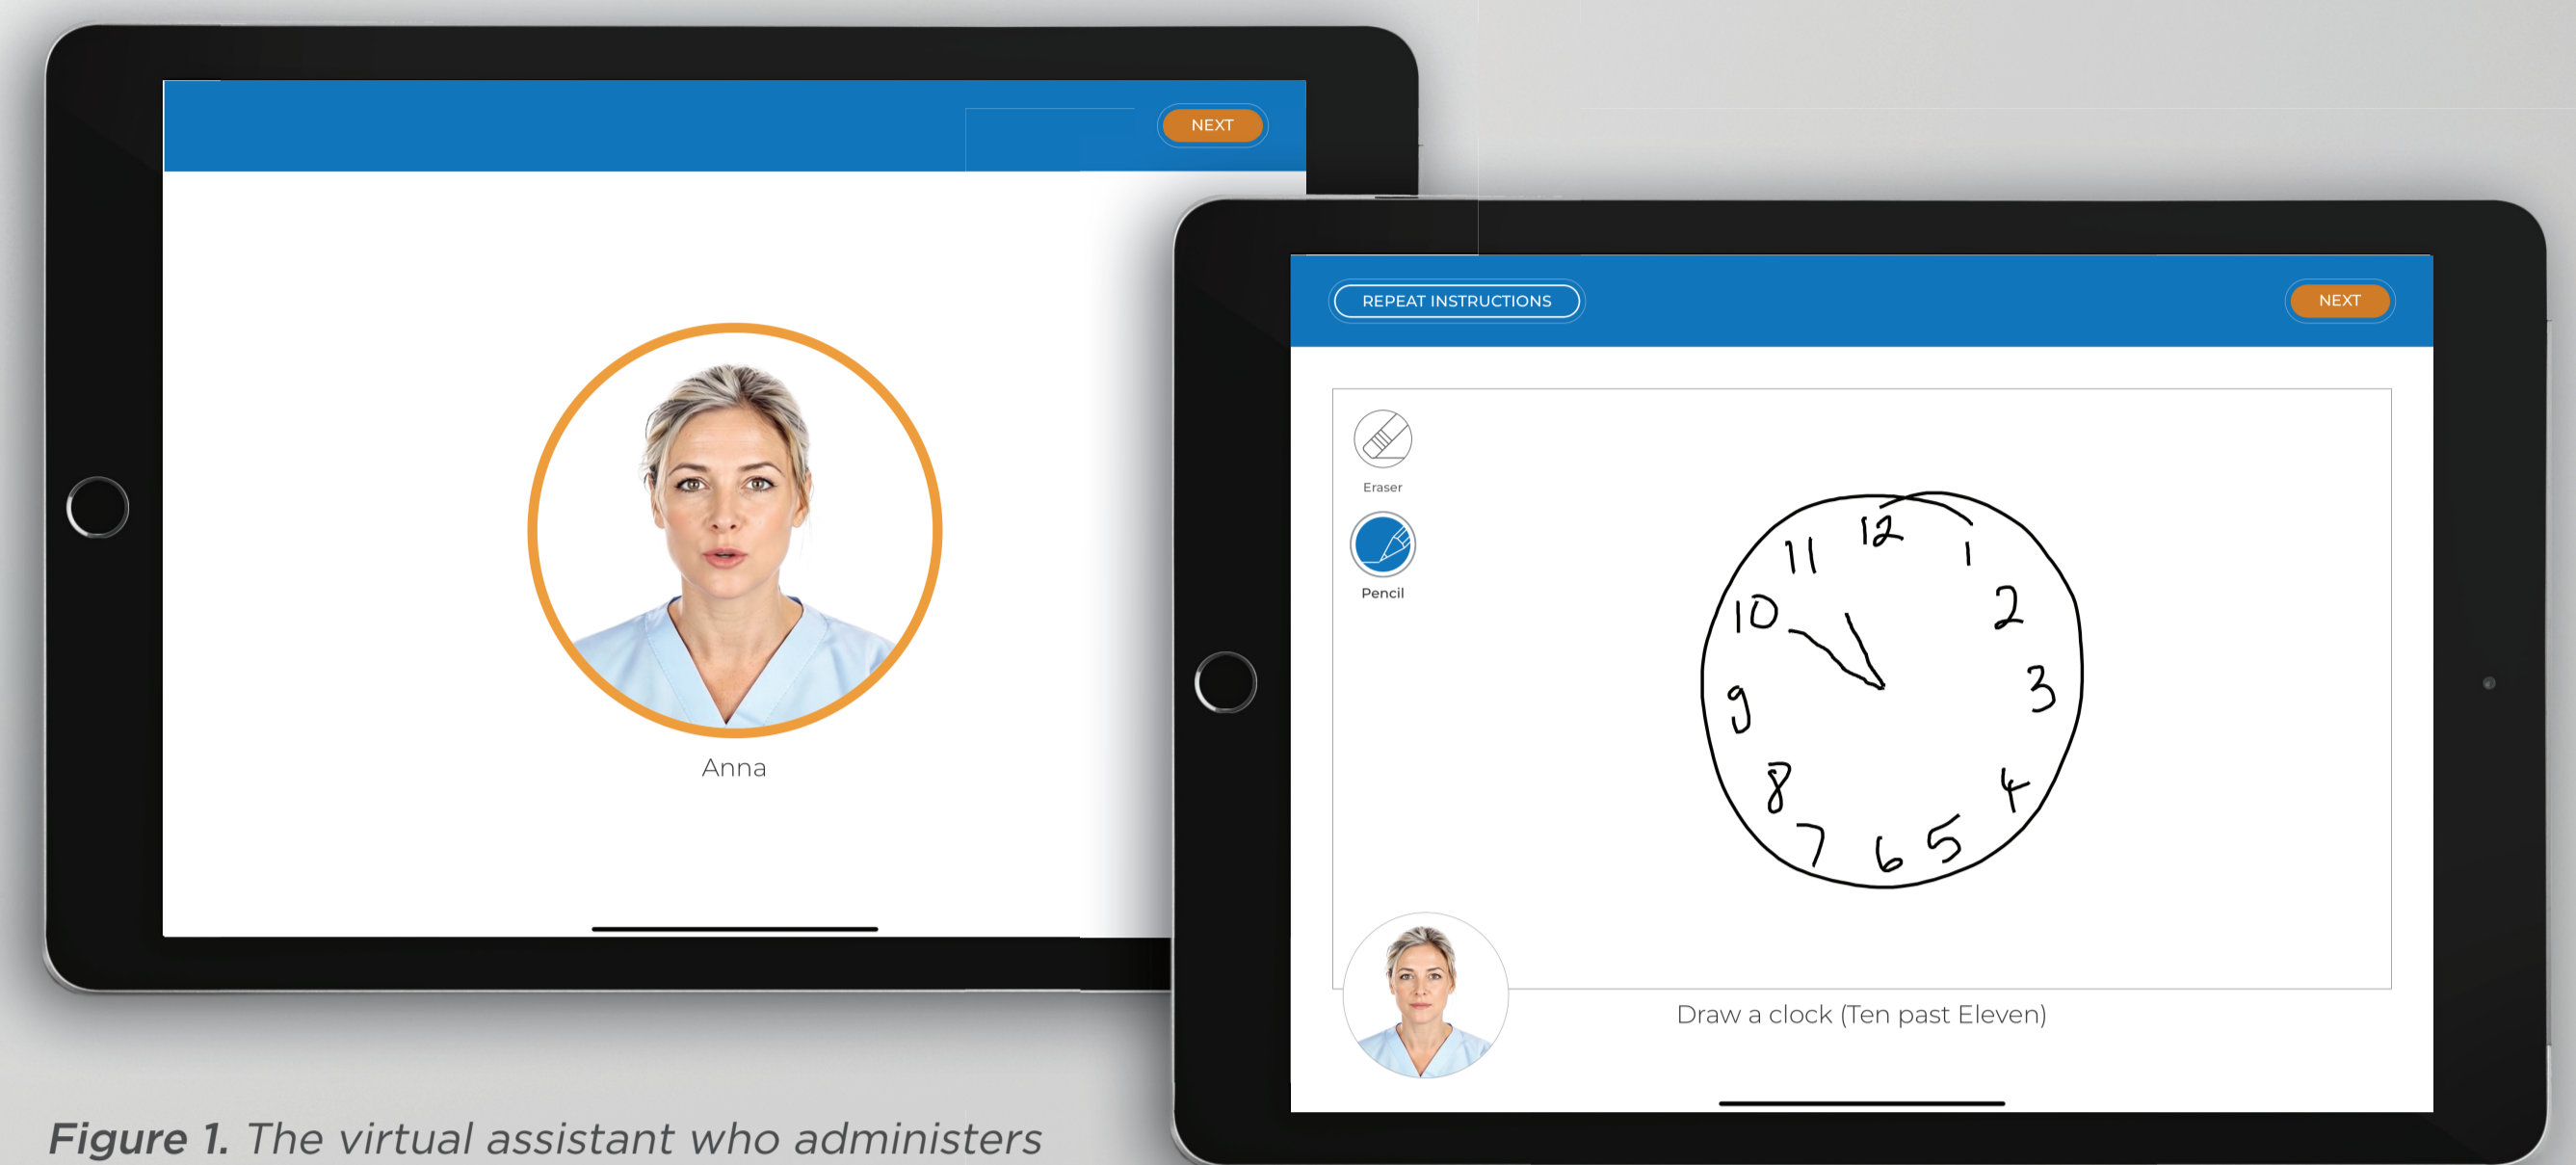 NEXT
Anna
REPEAT INSTRUCTIONS
NEXT
Eraser
Pencil
12
11
1
10
2
9
3
8
4
7
6
5
Draw a clock (Ten past Eleven)
Figure 1. The virtual assistant who administers